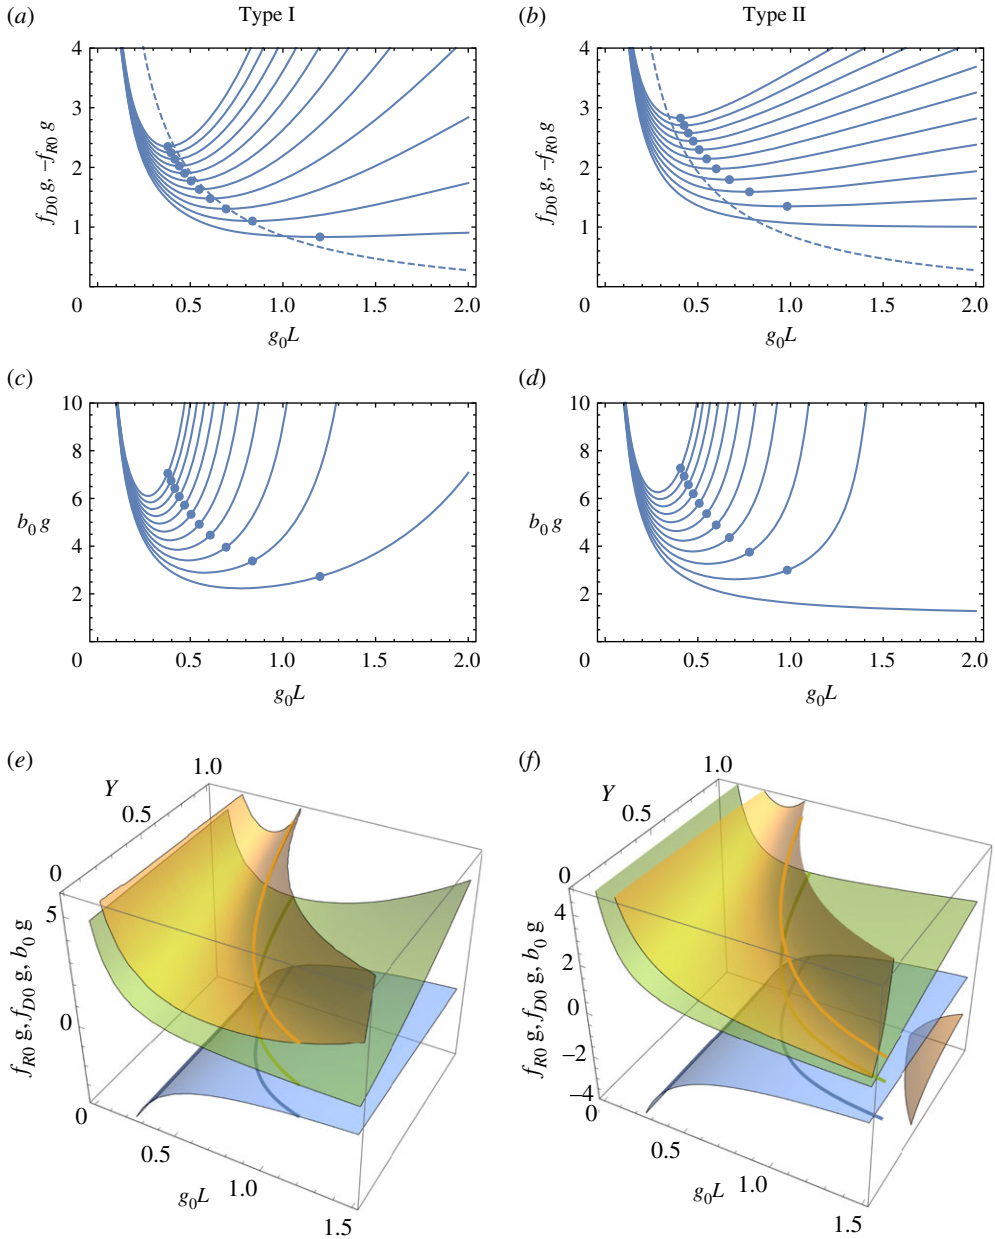 (a) Type I
(b) Type II
f_{D0} g, −f_{R0} g
4
3
2
1
0 0.5 1.0 1.5 2.0
g_0L
f_{D0} g, −f_{R0} g
4
3
2
1
0 0.5 1.0 1.5 2.0
g_0L
(c)
b_0 g
10
8
6
4
2
0 0.5 1.0 1.5 2.0
g_0L
(d)
b_0 g
10
8
6
4
2
0 0.5 1.0 1.5 2.0
g_0L
(e)
Y
1.0
0.5
0
f_{R0} g, f_{D0} g, b_0 g
5
0
0
0.5
1.0
1.5
g_0L
(f)
Y
1.0
0.5
0
f_{R0} g, f_{D0} g, b_0 g
4
2
0
−2
−4
0
0.5
1.0
1.5
g_0L